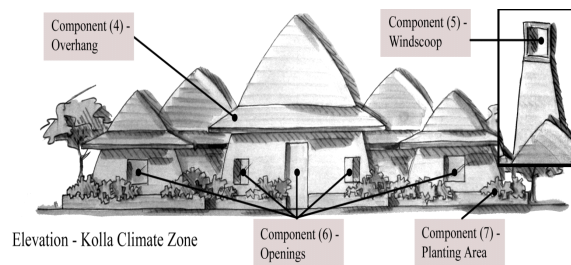 Component (4) -
Overhang
Component (5) -
Windscoop
Elevation - Kolla Climate Zone
Component (6) -
Openings
Component (7) -
Planting Area